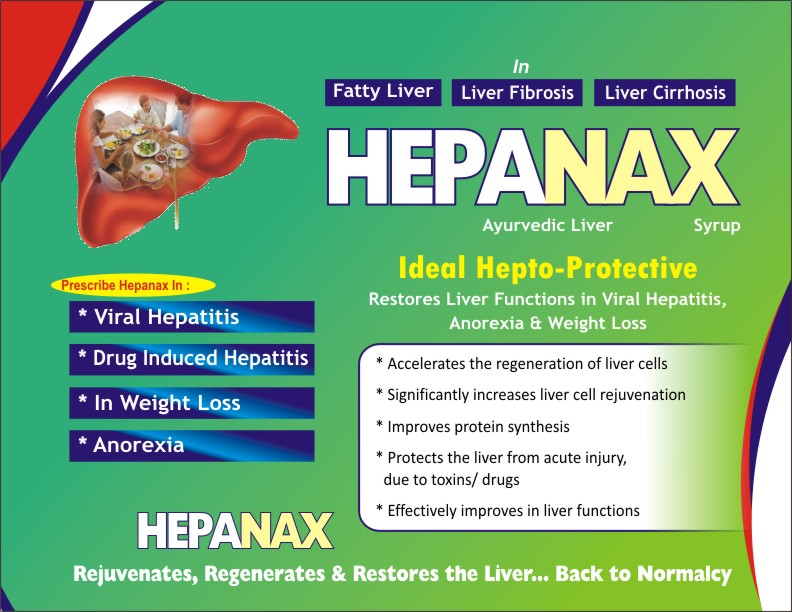 In
Fatty Liver Liver Fibrosis Liver Cirrhosis
HEPANAX
Ayurvedic Liver Syrup
Ideal Hepto-Protective
Restores Liver Functions in Viral Hepatitis,
Anorexia & Weight Loss
Prescribe Hepanax In :
* Viral Hepatitis
* Drug Induced Hepatitis
* In Weight Loss
* Anorexia
* Accelerates the regeneration of liver cells
* Significantly increases liver cell rejuvenation
* Improves protein synthesis
* Protects the liver from acute injury,
due to toxins/ drugs
* Effectively improves in liver functions
HEPANAX
Rejuvenates, Regenerates & Restores the Liver... Back to Normalcy